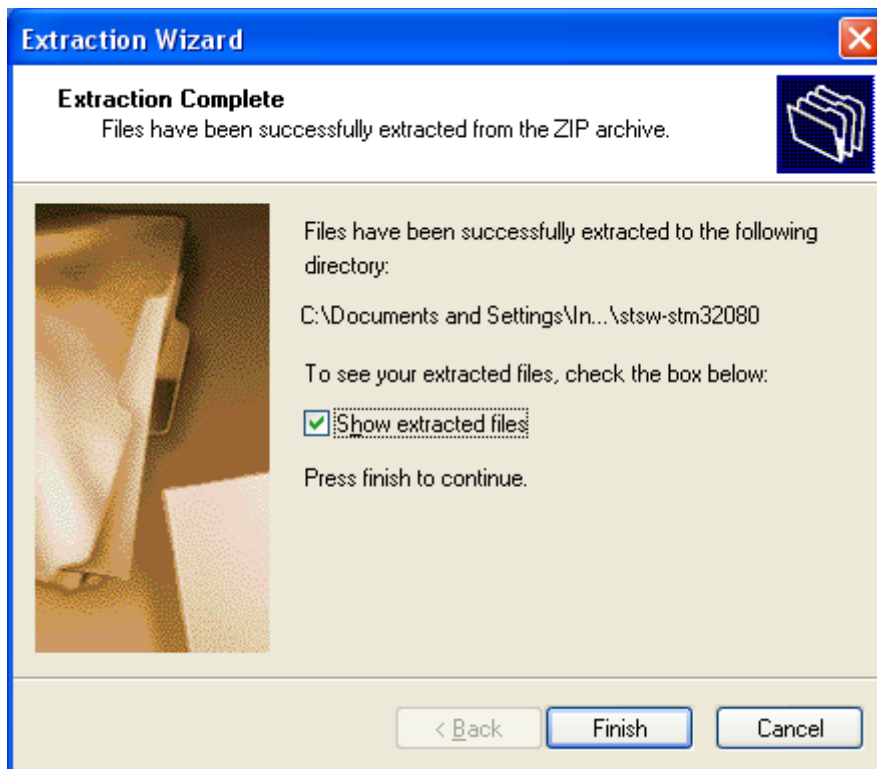 Extraction Wizard
Extraction Complete
Files have been successfully extracted from the ZIP archive.
Files have been successfully extracted to the following
directory:
C:\Documents and Settings\In...\stsw-stm32080
To see your extracted files, check the box below:
Show extracted files
Press finish to continue.
< Back Finish Cancel